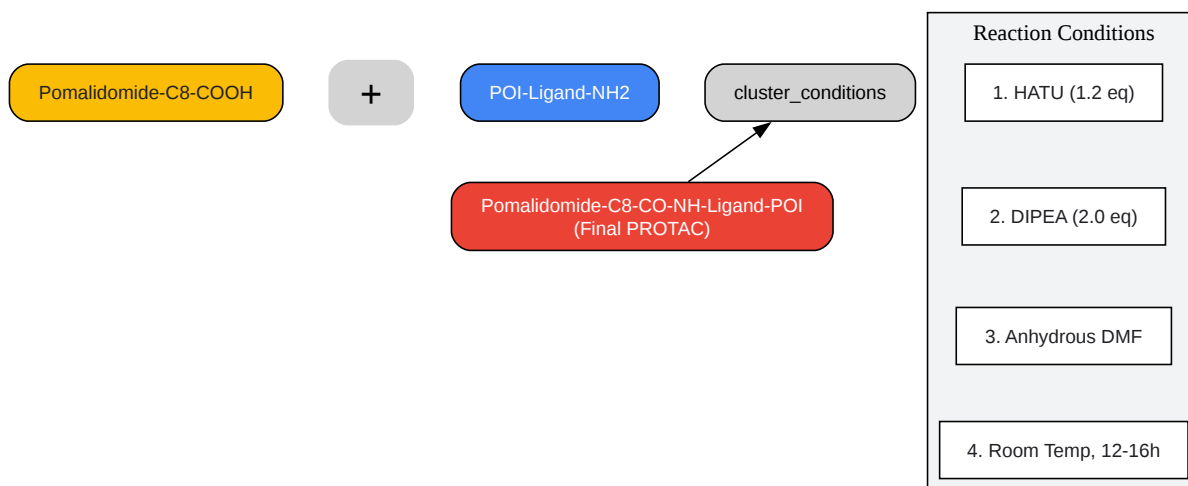 Reaction Conditions
Pomalidomide-C8-COOH
+
POI-Ligand-NH2
cluster_conditions
1. HATU (1.2 eq)
Pomalidomide-C8-CO-NH-Ligand-POI
(Final PROTAC)
2. DIPEA (2.0 eq)
3. Anhydrous DMF
4. Room Temp, 12-16h